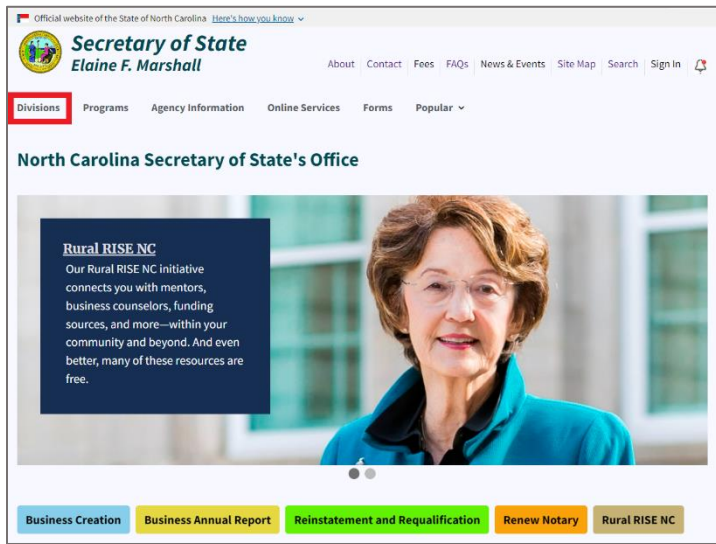 Official website of the State of North Carolina Here's how you know
Secretary of State
Elaine F. Marshall
About Contact Fees FAQs News & Events Site Map Search Sign In
Divisions Programs Agency Information Online Services Forms Popular
North Carolina Secretary of State's Office
Rural RISE NC
Our Rural RISE NC initiative
connects you with mentors,
business counselors, funding
sources, and more—within your
community and beyond. And even
better, many of these resources are
free.
Business Creation Business Annual Report Reinstatement and Requalification Renew Notary Rural RISE NC